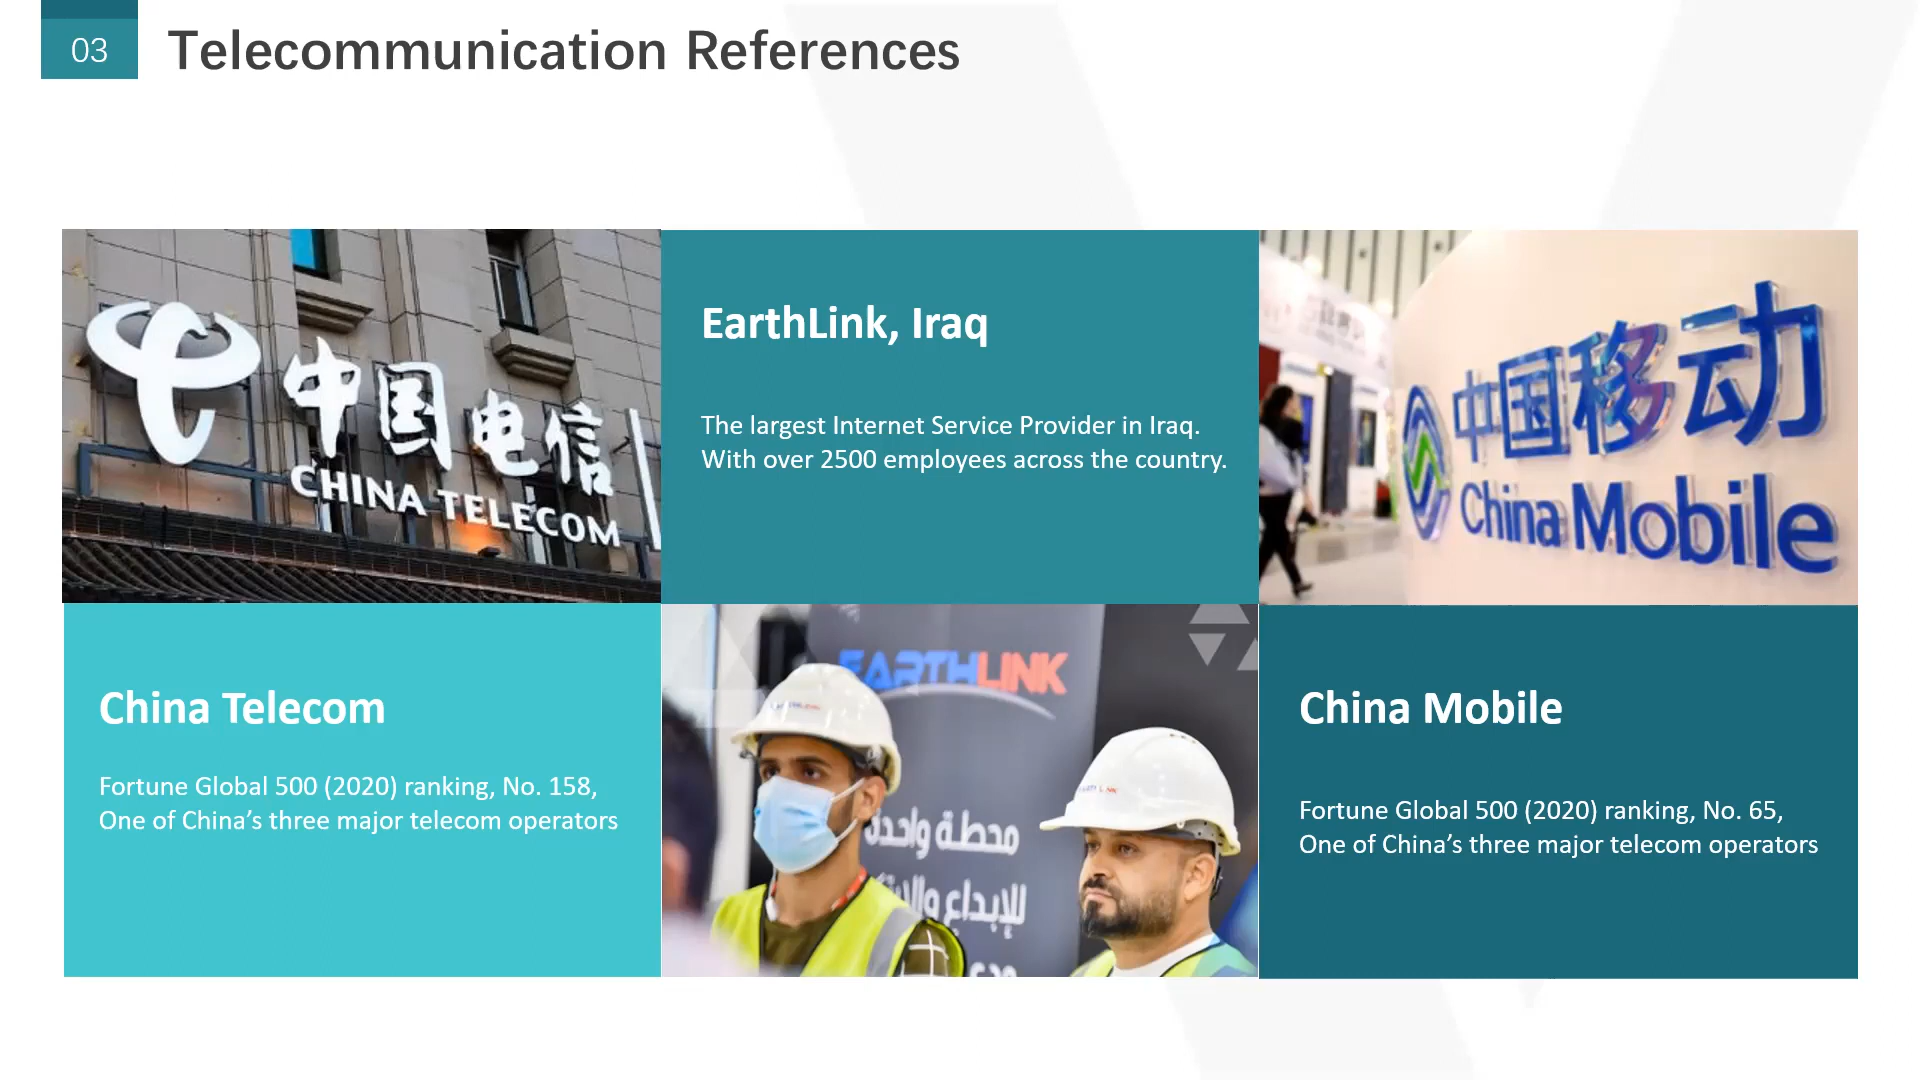 03
Telecommunication References
中国电信
CHINA TELECOM
EarthLink, Iraq
The largest Internet Service Provider in Iraq.
With over 2500 employees across the country.
中国移动
China Mobile
China Telecom
Fortune Global 500 (2020) ranking, No. 158,
One of China’s three major telecom operators
EARTHLINK
محطة واحدة
للإبداع
China Mobile
Fortune Global 500 (2020) ranking, No. 65,
One of China’s three major telecom operators